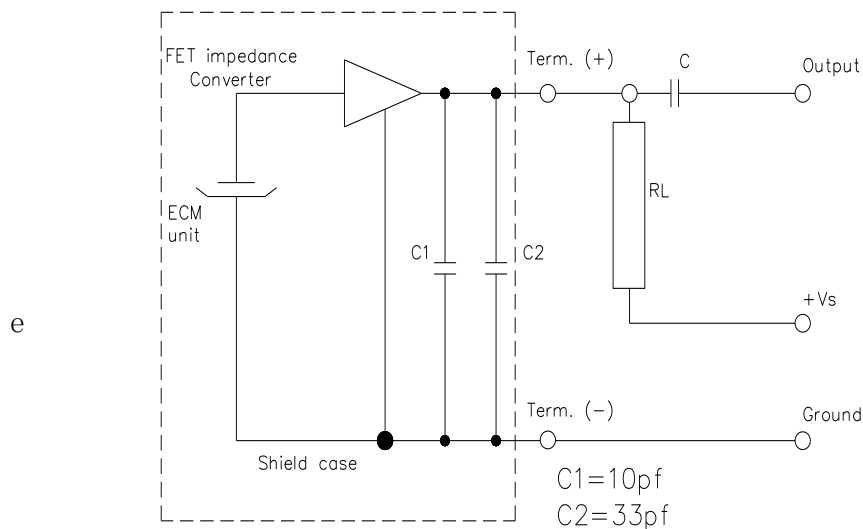 FET impedance
Converter
Term. (+)
C
Output
ECM
unit
RL
C1
C2
+Vs
e
Term. (-)
Ground
Shield case
C1=10pf
C2=33pf